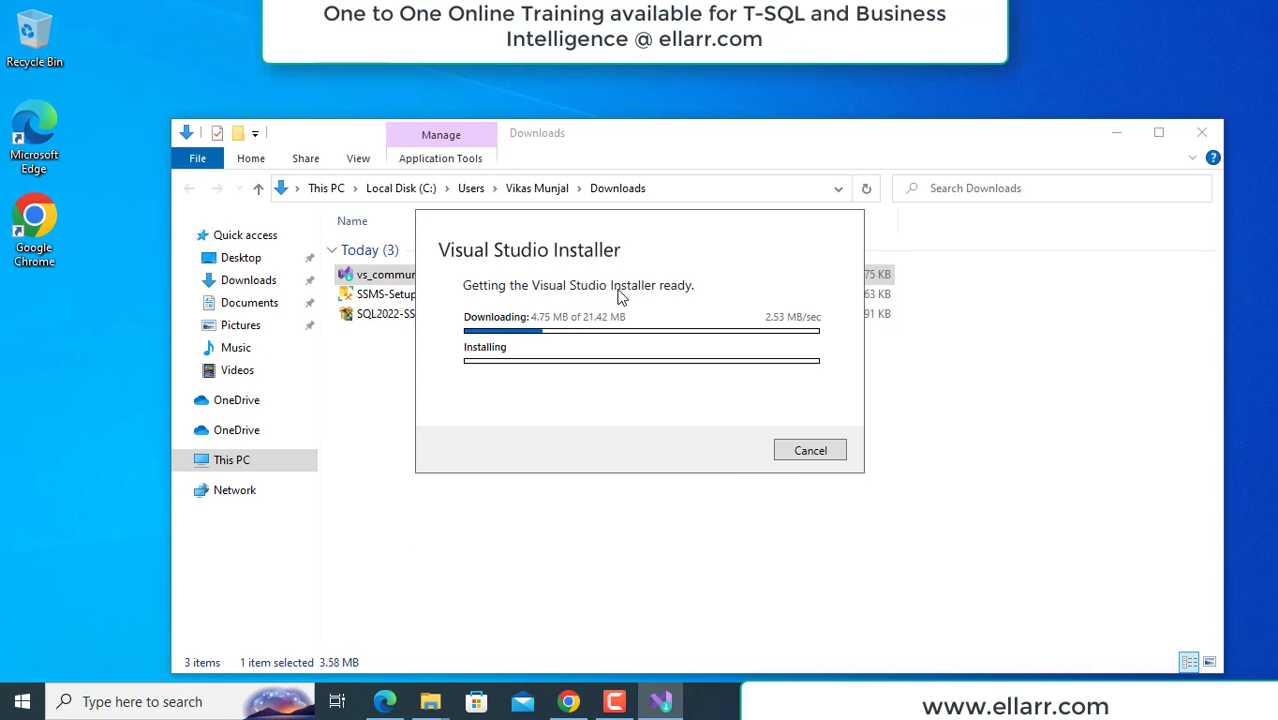 One to One Online Training available for T-SQL and Business
Intelligence @ ellarr.com
Recycle Bin
Microsoft
Edge
Google
Chrome
Manage
Downloads
File
Home
Share
View
Application Tools
This PC
Local Disk (C:)
Users
Vikas Munjal
Downloads
Search Downloads
Name
Quick access
Desktop
Downloads
Documents
Pictures
Music
Videos
OneDrive
OneDrive
This PC
Network
Today (3)
vs_commun
75 KB
SSMS-Setup
63 KB
SQL2022-SS
91 KB
Visual Studio Installer
Getting the Visual Studio Installer ready.
Downloading: 4.75 MB of 21.42 MB
2.53 MB/sec
Installing
Cancel
3 items
1 item selected 3.58 MB
Type here to search
www.ellarr.com